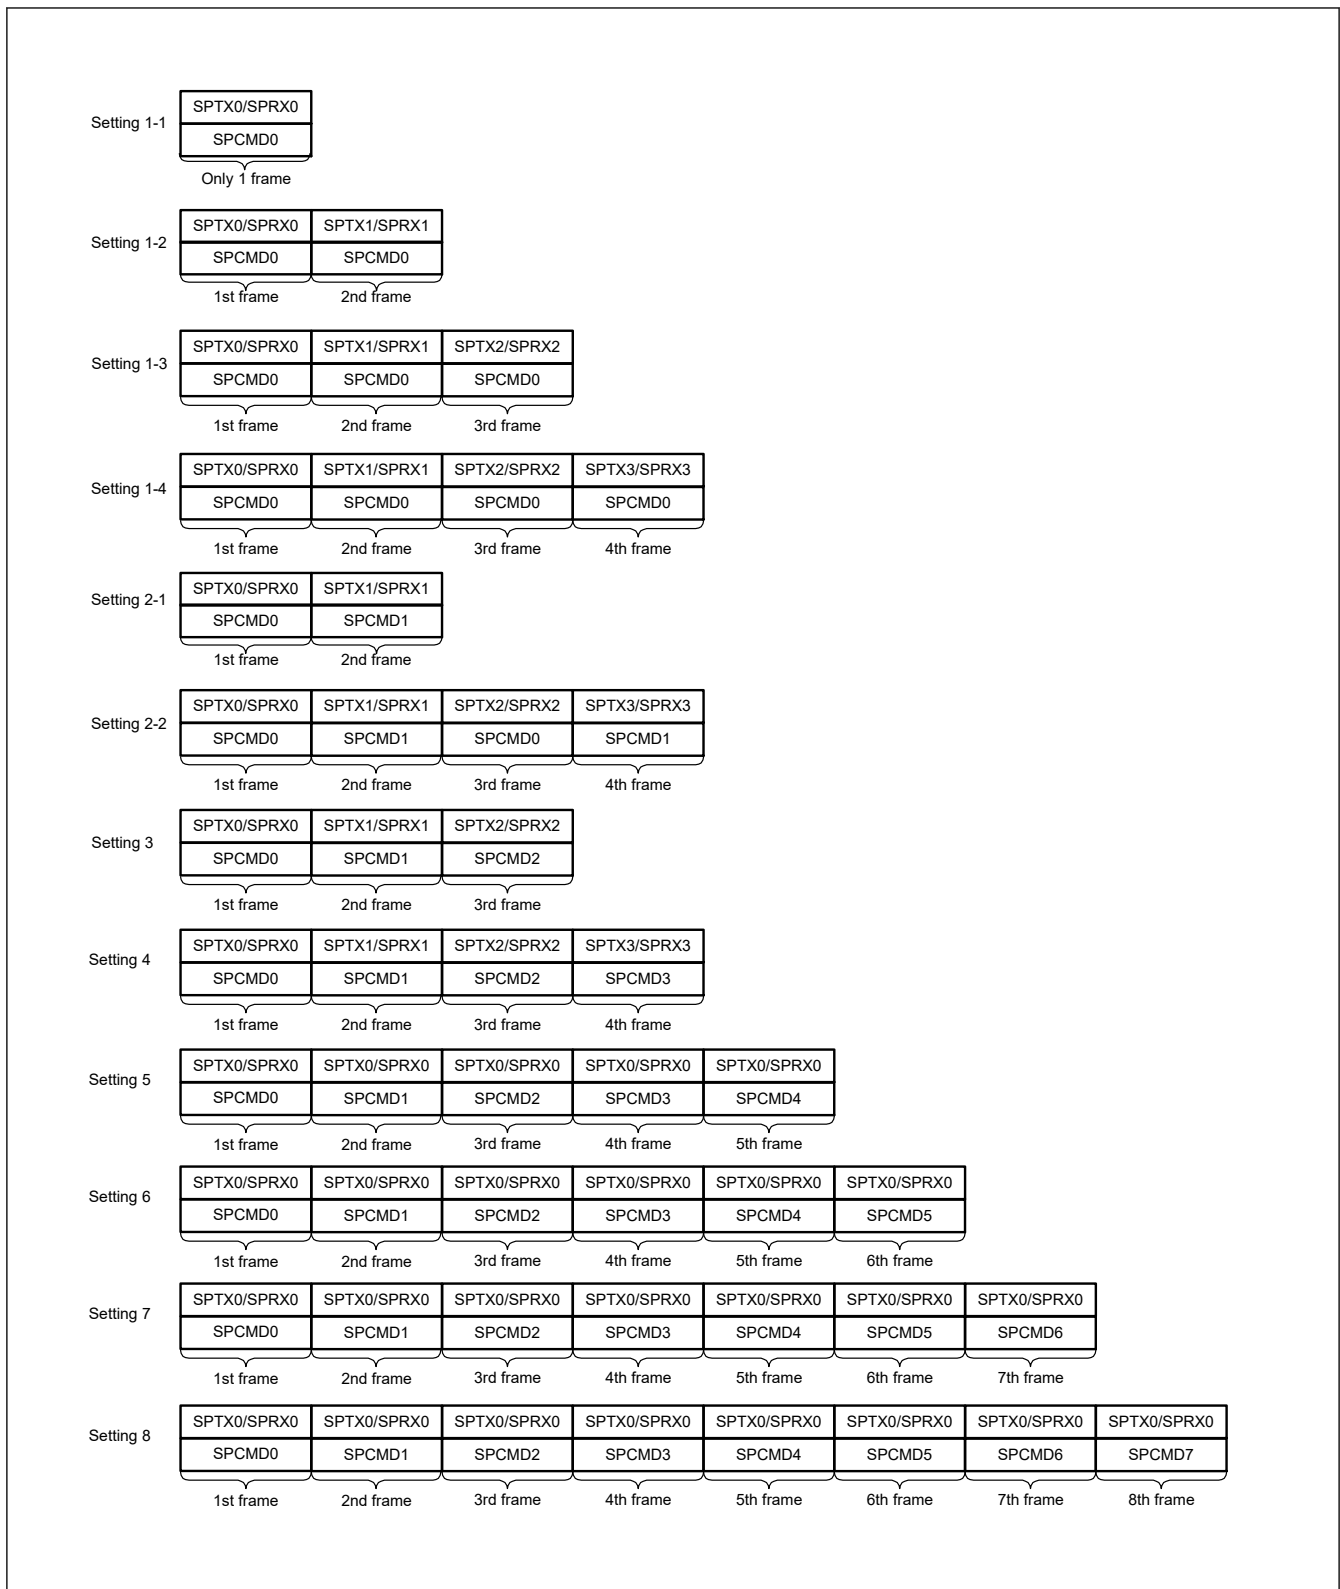 SPTX0/SPRX0
Setting 1-1
SPCMD0
Only 1 frame
SPTX0/SPRX0 SPTX1/SPRX1
Setting 1-2
SPCMD0 SPCMD0
1st frame 2nd frame
SPTX0/SPRX0 SPTX1/SPRX1 SPTX2/SPRX2
Setting 1-3
SPCMD0 SPCMD0 SPCMD0
1st frame 2nd frame 3rd frame
SPTX0/SPRX0 SPTX1/SPRX1 SPTX2/SPRX2 SPTX3/SPRX3
Setting 1-4
SPCMD0 SPCMD0 SPCMD0 SPCMD0
1st frame 2nd frame 3rd frame 4th frame
SPTX0/SPRX0 SPTX1/SPRX1
Setting 2-1
SPCMD0 SPCMD1
1st frame 2nd frame
SPTX0/SPRX0 SPTX1/SPRX1 SPTX2/SPRX2 SPTX3/SPRX3
Setting 2-2
SPCMD0 SPCMD1 SPCMD0 SPCMD1
1st frame 2nd frame 3rd frame 4th frame
SPTX0/SPRX0 SPTX1/SPRX1 SPTX2/SPRX2
Setting 3
SPCMD0 SPCMD1 SPCMD2
1st frame 2nd frame 3rd frame
SPTX0/SPRX0 SPTX1/SPRX1 SPTX2/SPRX2 SPTX3/SPRX3
Setting 4
SPCMD0 SPCMD1 SPCMD2 SPCMD3
1st frame 2nd frame 3rd frame 4th frame
SPTX0/SPRX0 SPTX0/SPRX0 SPTX0/SPRX0 SPTX0/SPRX0 SPTX0/SPRX0
Setting 5
SPCMD0 SPCMD1 SPCMD2 SPCMD3 SPCMD4
1st frame 2nd frame 3rd frame 4th frame 5th frame
SPTX0/SPRX0 SPTX0/SPRX0 SPTX0/SPRX0 SPTX0/SPRX0 SPTX0/SPRX0 SPTX0/SPRX0
Setting 6
SPCMD0 SPCMD1 SPCMD2 SPCMD3 SPCMD4 SPCMD5
1st frame 2nd frame 3rd frame 4th frame 5th frame 6th frame
SPTX0/SPRX0 SPTX0/SPRX0 SPTX0/SPRX0 SPTX0/SPRX0 SPTX0/SPRX0 SPTX0/SPRX0 SPTX0/SPRX0
Setting 7
SPCMD0 SPCMD1 SPCMD2 SPCMD3 SPCMD4 SPCMD5 SPCMD6
1st frame 2nd frame 3rd frame 4th frame 5th frame 6th frame 7th frame
SPTX0/SPRX0 SPTX0/SPRX0 SPTX0/SPRX0 SPTX0/SPRX0 SPTX0/SPRX0 SPTX0/SPRX0 SPTX0/SPRX0 SPTX0/SPRX0
Setting 8
SPCMD0 SPCMD1 SPCMD2 SPCMD3 SPCMD4 SPCMD5 SPCMD6 SPCMD7
1st frame 2nd frame 3rd frame 4th frame 5th frame 6th frame 7th frame 8th frame